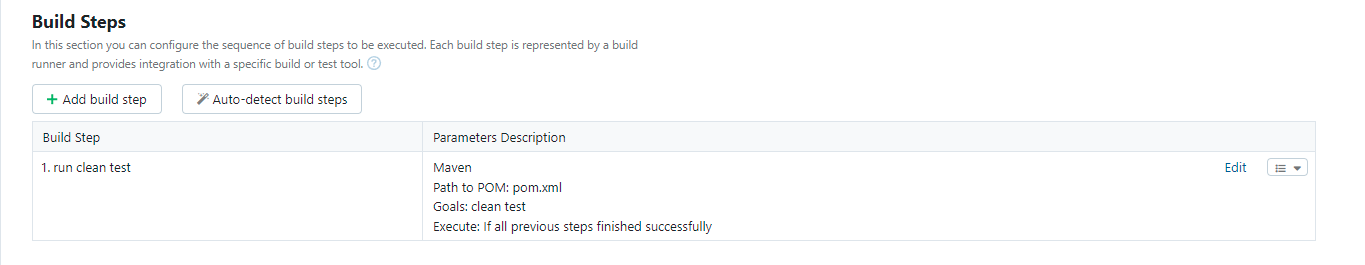 Build Steps
In this section you can configure the sequence of build steps to be executed. Each build step is represented by a build
runner and provides integration with a specific build or test tool. ?
+ Add build step
Auto-detect build steps
Build Step
Parameters Description
1. run clean test
Maven
Edit
Path to POM: pom.xml
Goals: clean test
Execute: If all previous steps finished successfully